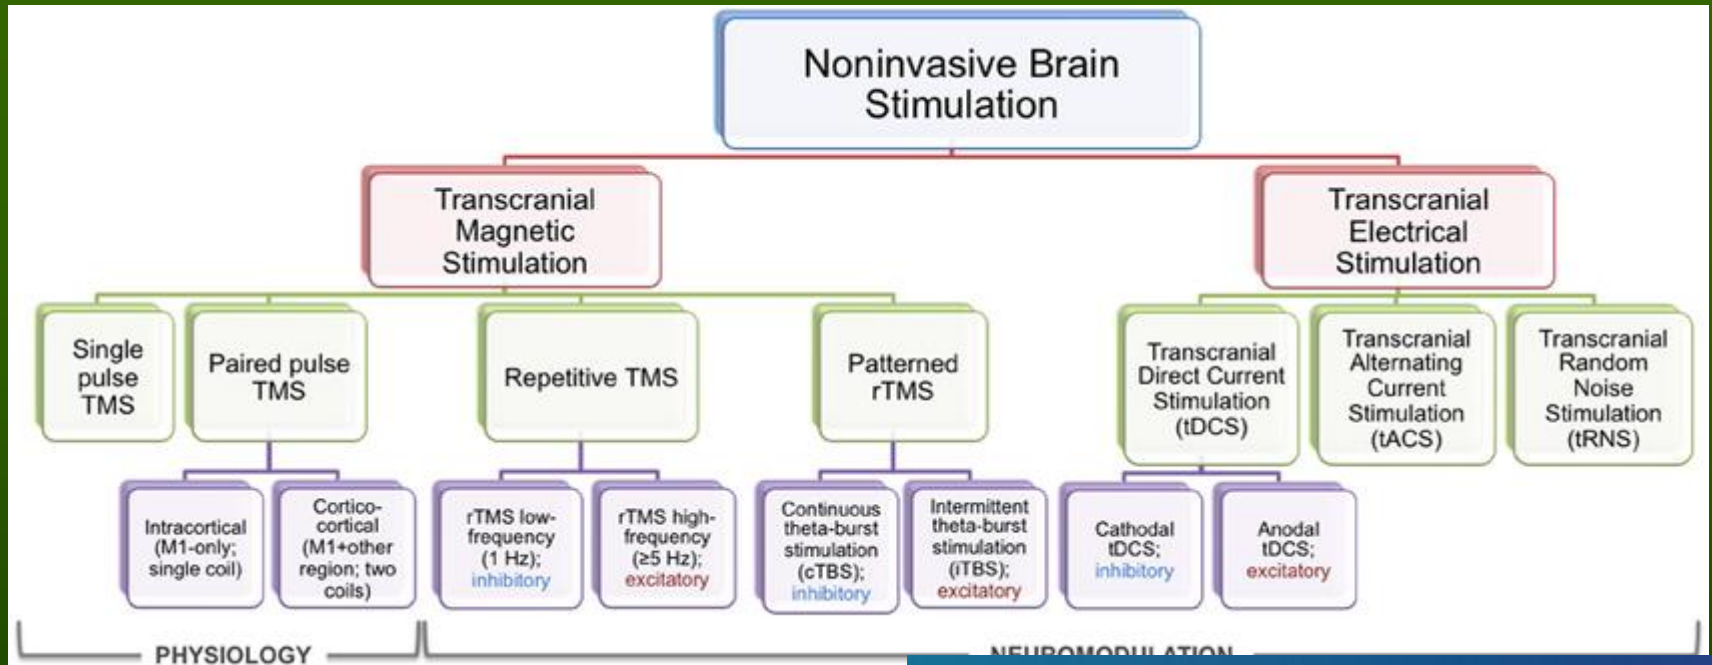 Noninvasive Brain
Stimulation
Transcranial
Magnetic
Stimulation
Transcranial
Electrical
Stimulation
Single
pulse
TMS
Paired pulse
TMS
Repetitive TMS
Patterned
rTMS
Transcranial
Direct Current
Stimulation
(tDCS)
Transcranial
Alternating
Current
Stimulation
(tACS)
Transcranial
Random
Noise
Stimulation
(tRNS)
Intracortical
(M1-only;
single coil)
Cortico-
cortical
(M1+other
region; two
coils)
rTMS low-
frequency
(1 Hz);
inhibitory
rTMS high-
frequency
(≥5 Hz);
excitatory
Continuous
theta-burst
stimulation
(cTBS);
inhibitory
Intermittent
theta-burst
stimulation
(iTBS);
excitatory
Cathodal
tDCS;
inhibitory
Anodal
tDCS;
excitatory
PHYSIOLOGY
NEUROMODULATION